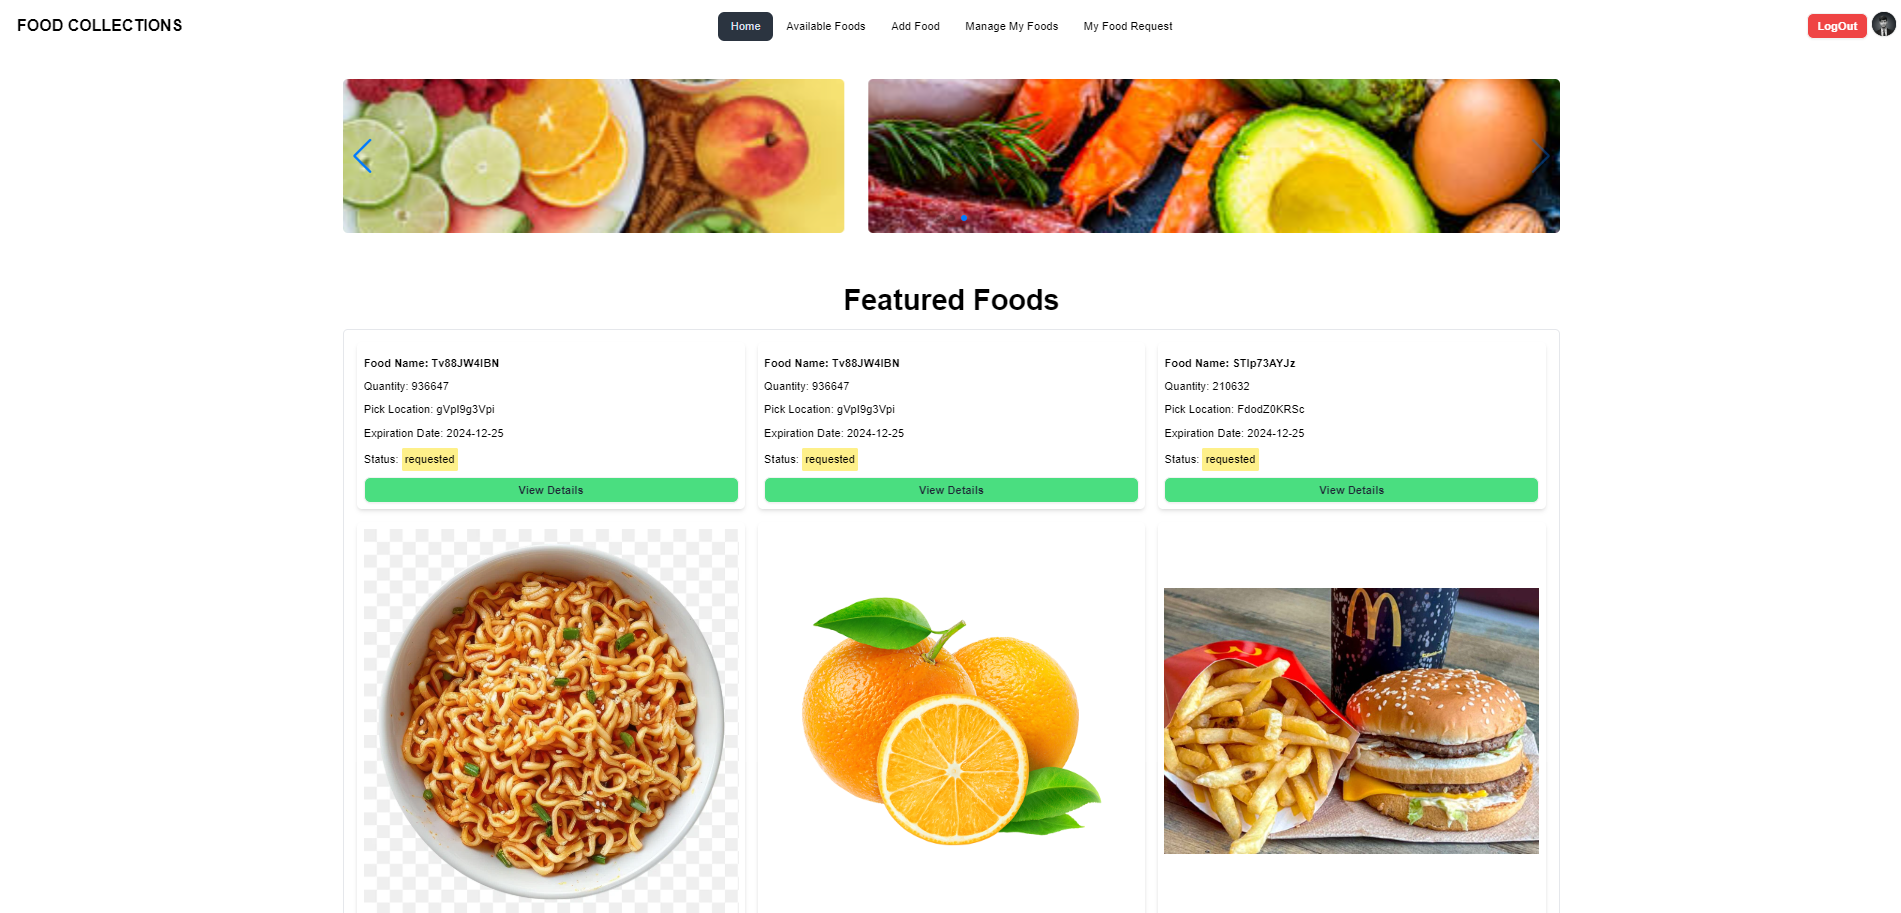 FOOD COLLECTIONS
Home
Available Foods
Add Food
Manage My Foods
My Food Request
LogOut
Featured Foods
Food Name: Tv88JW4IBN
Quantity: 936647
Pick Location: gVpI9g3Vpi
Expiration Date: 2024-12-25
Status: requested
View Details
Food Name: Tv88JW4IBN
Quantity: 936647
Pick Location: gVpI9g3Vpi
Expiration Date: 2024-12-25
Status: requested
View Details
Food Name: STIp73AYJz
Quantity: 210632
Pick Location: FdodZ0KRSc
Expiration Date: 2024-12-25
Status: requested
View Details